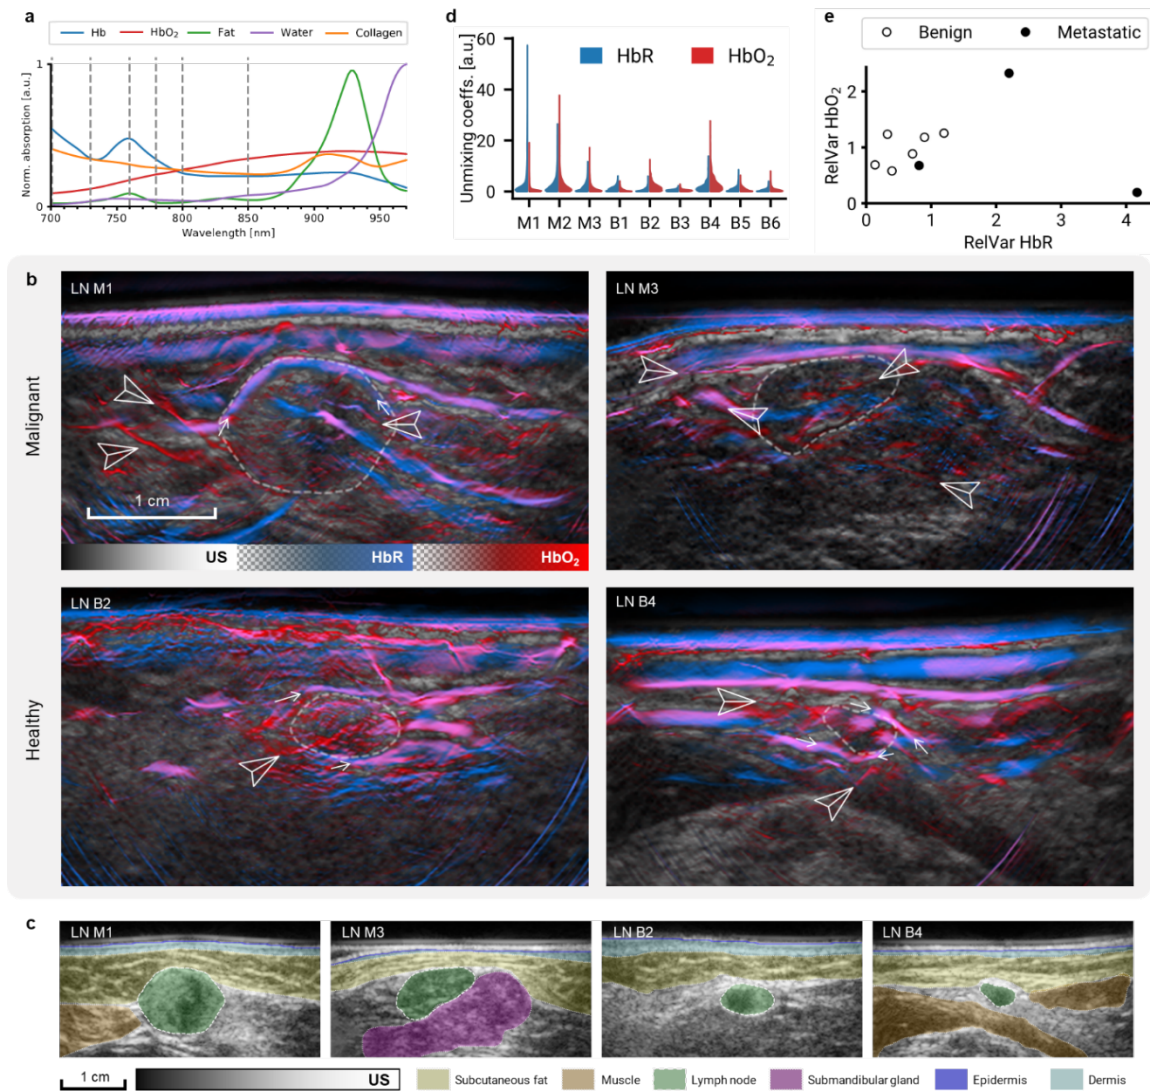 a
Hb HbO₂ Fat Water Collagen
Norm. absorption [a.u.]
1
0
700 730 760 780 800 850 900 950
Wavelength [nm]
d
Unmixing coeffs. [a.u.]
60
40
20
0
HbR HbO₂
M1 M2 M3 B1 B2 B3 B4 B5 B6
e
Benign Metastatic
RelVar HbO₂
2
1
0
0 1 2 3 4
RelVar HbR
b
Malignant
LN M1
1 cm
US HbR HbO₂
LN M3
Healthy
LN B2
LN B4
c
LN M1
LN M3
LN B2
LN B4
1 cm
US
Subcutaneous fat Muscle Lymph node Submandibular gland Epidermis Dermis